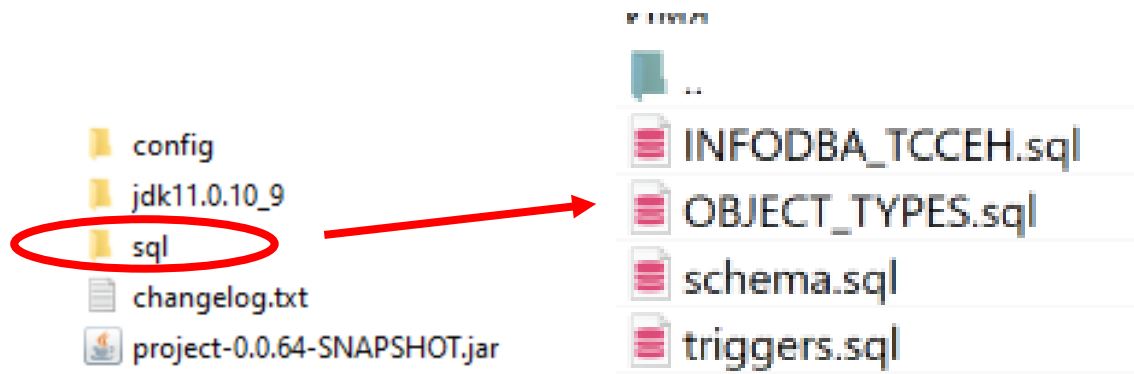 config
jdk11.0.10_9
sql
changelog.txt
project-0.0.64-SNAPSHOT.jar
..
INFODBA_TCCEH.sql
OBJECT_TYPES.sql
schema.sql
triggers.sql